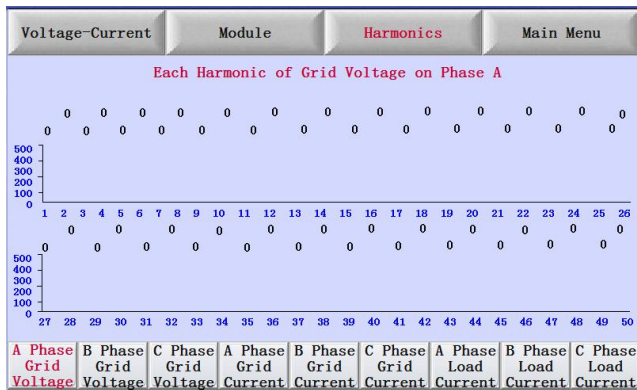 Voltage-Current Module Harmonics Main Menu
Each Harmonic of Grid Voltage on Phase A
0 0 0 0 0 0 0 0 0 0 0 0 0
0 0 0 0 0 0 0 0 0 0 0 0 0
500
400
300
200
100
0
1 2 3 4 5 6 7 8 9 10 11 12 13 14 15 16 17 18 19 20 21 22 23 24 25 26
0 0 0 0 0 0 0 0 0 0 0 0
0 0 0 0 0 0 0 0 0 0 0 0
500
400
300
200
100
0
27 28 29 30 31 32 33 34 35 36 37 38 39 40 41 42 43 44 45 46 47 48 49 50
A Phase
Grid
Voltage
B Phase
Grid
Voltage
C Phase
Grid
Voltage
A Phase
Grid
Current
B Phase
Grid
Current
C Phase
Grid
Current
A Phase
Load
Current
B Phase
Load
Current
C Phase
Load
Current